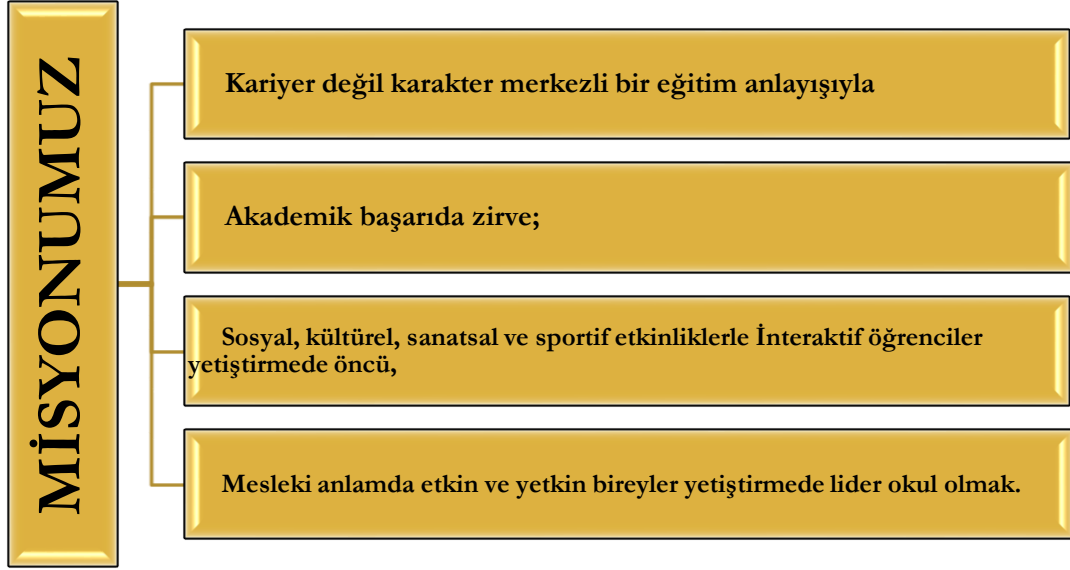 MİSYONUMUZ
Kariyer değil karakter merkezli bir eğitim anlayışıyla
Akademik başarıda zirve;
Sosyal, kültürel, sanatsal ve sportif etkinliklerle İnteraktif öğrenciler
yetiştirmede öncü,
Mesleki anlamda etkin ve yetkin bireyler yetiştirmede lider okul olmak.